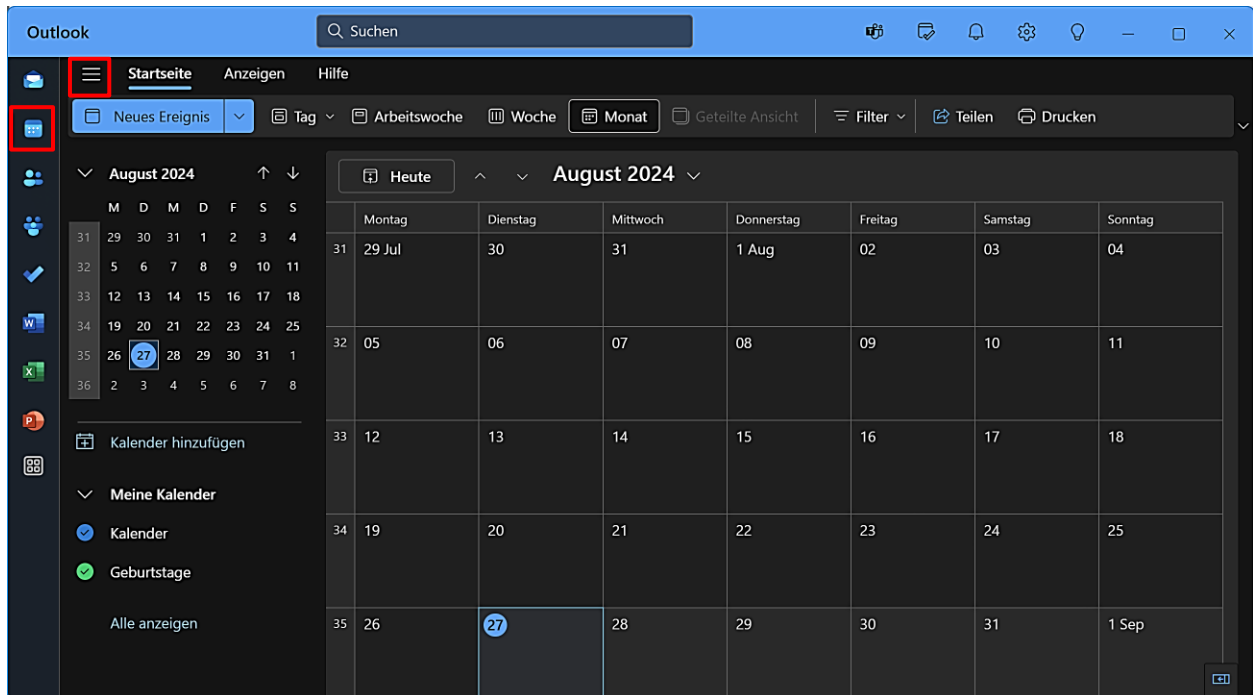 Outlook
Suchen
Startseite Anzeigen Hilfe
Neues Ereignis Tag Arbeitswoche Woche Monat Geteilte Ansicht Filter Teilen Drucken
August 2024
M D M D F S S
31 29 30 31 1 2 3 4
32 5 6 7 8 9 10 11
33 12 13 14 15 16 17 18
34 19 20 21 22 23 24 25
35 26 27 28 29 30 31 1
36 2 3 4 5 6 7 8
Kalender hinzufügen
Meine Kalender
Kalender
Geburtstage
Alle anzeigen
Heute August 2024
Montag Dienstag Mittwoch Donnerstag Freitag Samstag Sonntag
31 29 Jul 30 31 1 Aug 02 03 04
32 05 06 07 08 09 10 11
33 12 13 14 15 16 17 18
34 19 20 21 22 23 24 25
35 26 27 28 29 30 31 1 Sep